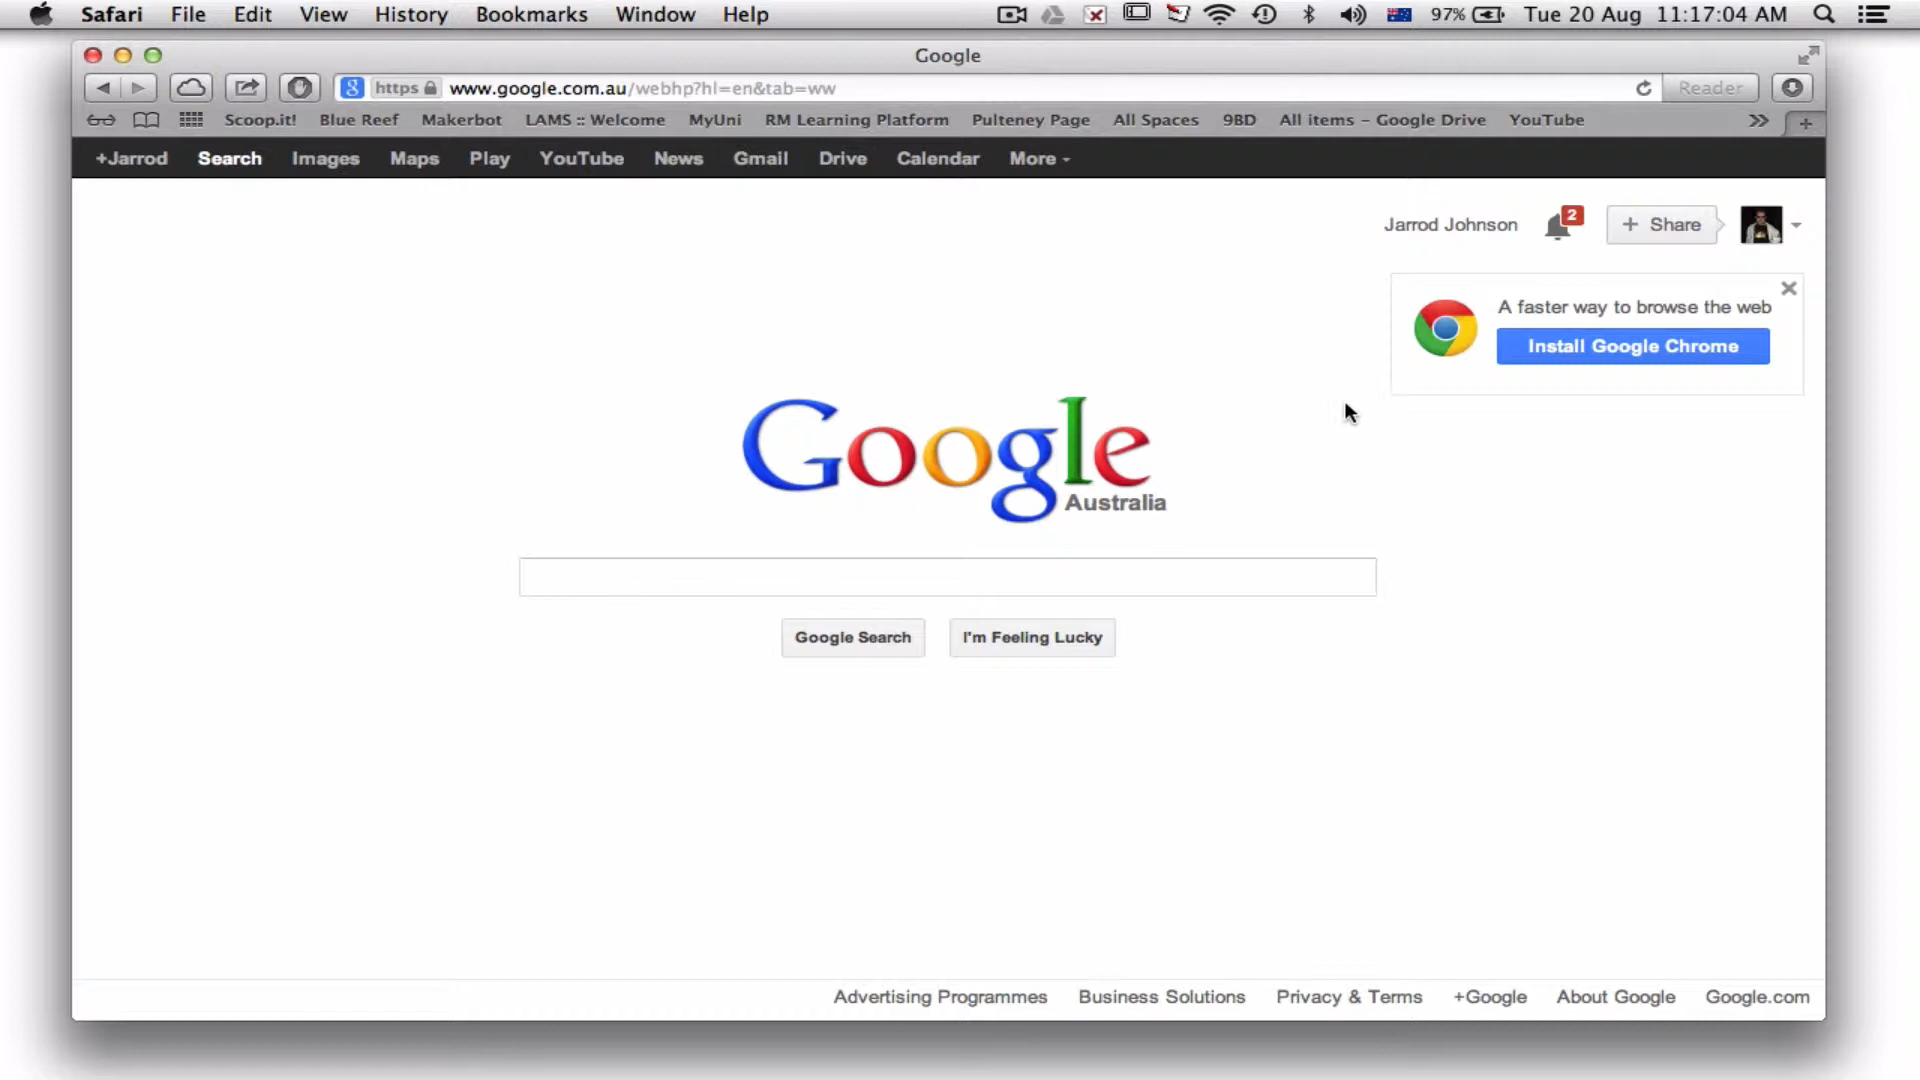 Safari File Edit View History Bookmarks Window Help 97% Tue 20 Aug 11:17:04 AM
Google
https www.google.com.au/webhp?hl=en&tab=ww Reader
Scoop.it! Blue Reef Makerbot LAMS :: Welcome MyUni RM Learning Platform Pulteney Page All Spaces 9BD All items – Google Drive YouTube
+Jarrod Search Images Maps Play YouTube News Gmail Drive Calendar More
Jarrod Johnson 2 + Share
A faster way to browse the web
Install Google Chrome
Google
Australia
Google Search I'm Feeling Lucky
Advertising Programmes Business Solutions Privacy & Terms +Google About Google Google.com